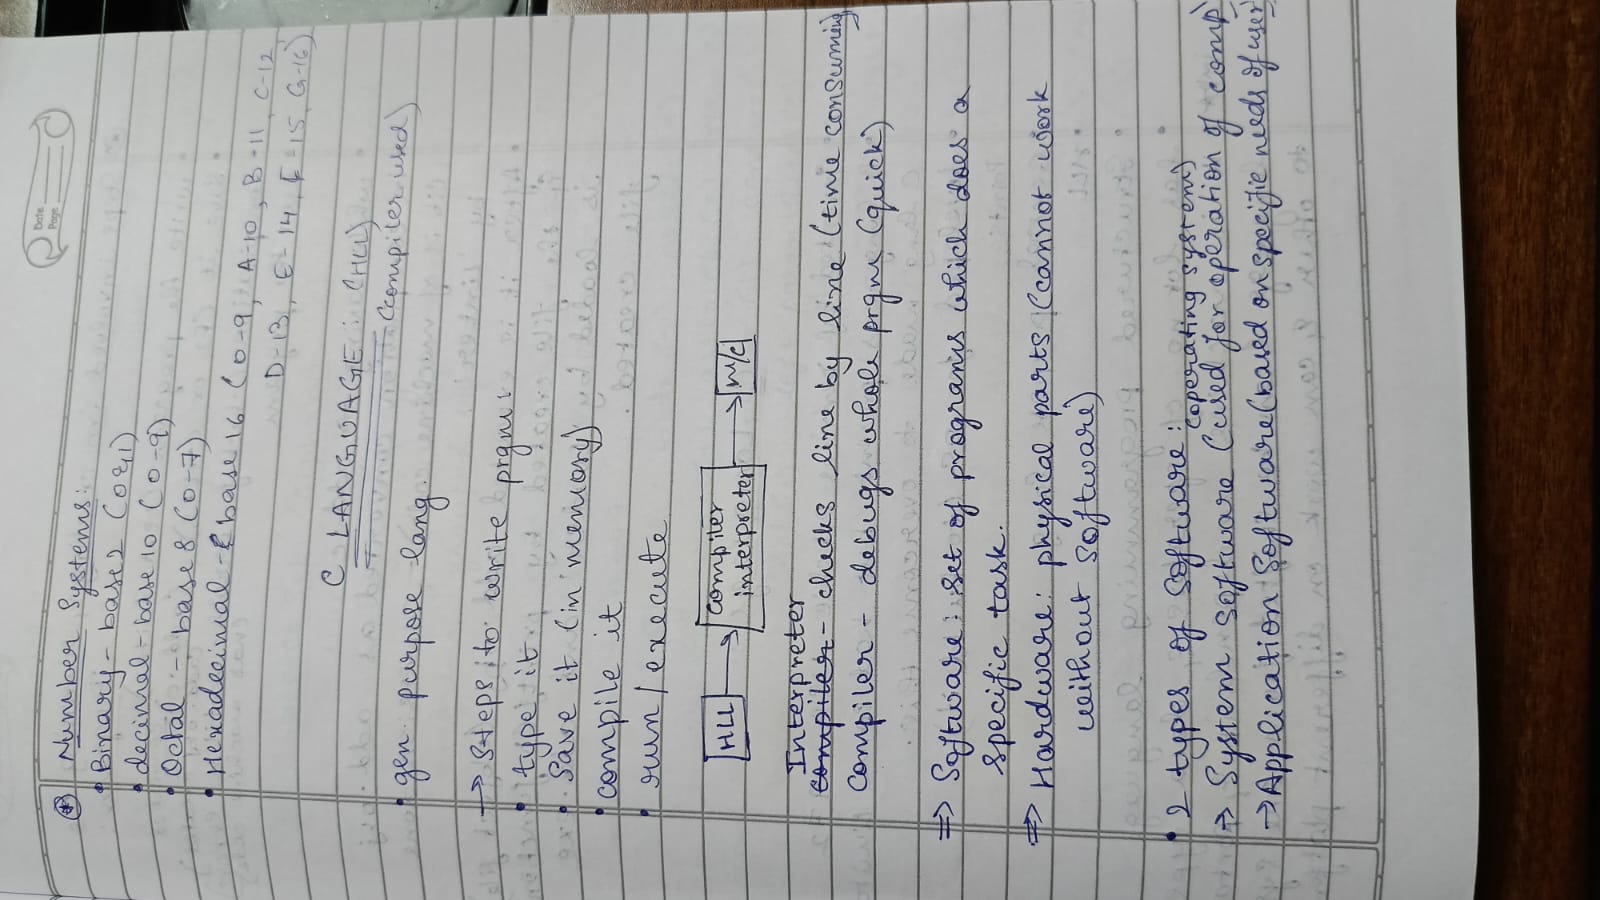 Date
Page
Number Systems:
• Binary - base 2 (0 & 1)
• decimal - base 10 (0-9)
• Octal - base 8 (0-7)
• Hexadecimal - base 16 (0-9, A-10, B-11, C-12,
D-13, E-14, F-15, G-16)
C LANGUAGE : (HLL)
(compiler used)
• gen. purpose lang.
→ Steps to write prgm:
• type it
• Save it (in memory)
• compile it
• run/execute
HLL → compiler interpreter → m/c
Interpreter
compiler - checks line by line (time consuming)
Compiler - debugs whole prgm (quick)
⇒ Software: set of programs which does a
specific task.
⇒ Hardware: physical parts (cannot work
without software)
• 2 types of Software:
(operating system)
→ System software (used for operation of comp)
→ Application Software (based on specific needs of user)